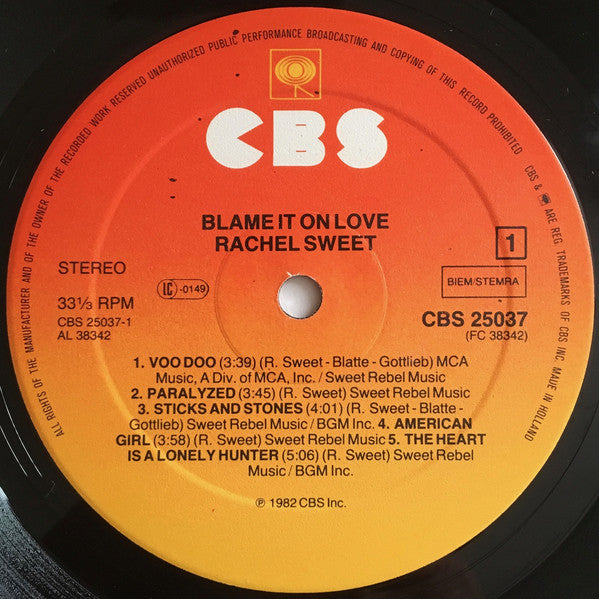 ALL RIGHTS OF THE MANUFACTURER AND OF THE OWNER OF THE RECORDED WORK RESERVED UNAUTHORIZED PUBLIC PERFORMANCE BROADCASTING AND COPYING OF THIS RECORD PROHIBITED
CBS & ARE REG. TRADEMARKS OF CBS INC. MADE IN HOLLAND
CBS
BLAME IT ON LOVE
RACHEL SWEET
STEREO
1
33⅓ RPM
LC -0149
BIEM/STEMRA
CBS 25037-1
AL 38342
CBS 25037
(FC 38342)
1. VOO DOO (3:39) (R. Sweet - Blatte - Gottlieb) MCA
Music, A Div. of MCA, Inc. / Sweet Rebel Music
2. PARALYZED (3:45) (R. Sweet) Sweet Rebel Music
3. STICKS AND STONES (4:01) (R. Sweet - Blatte -
Gottlieb) Sweet Rebel Music / BGM Inc. 4. AMERICAN
GIRL (3:58) (R. Sweet) Sweet Rebel Music 5. THE HEART
IS A LONELY HUNTER (5:06) (R. Sweet) Sweet Rebel
Music / BGM Inc.
℗ 1982 CBS Inc.